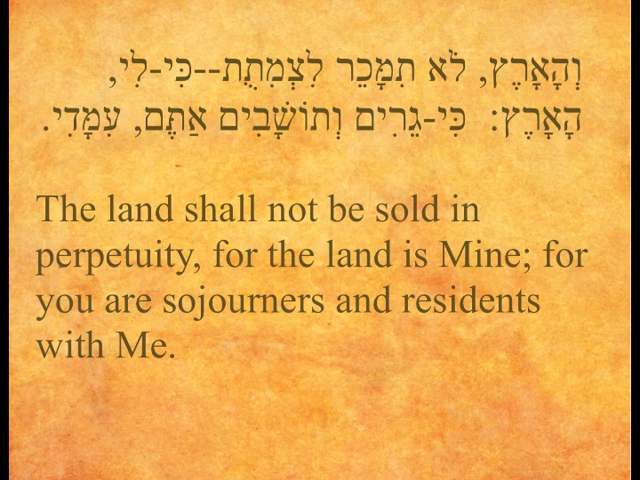 וְהָאָרֶץ, לֹא תִמָּכֵר לִצְמִתֻת--כִּי-לִי,
הָאָרֶץ:  כִּי-גֵרִים וְתוֹשָׁבִים אַתֶּם, עִמָּדִי.
The land shall not be sold in
perpetuity, for the land is Mine; for
you are sojourners and residents
with Me.